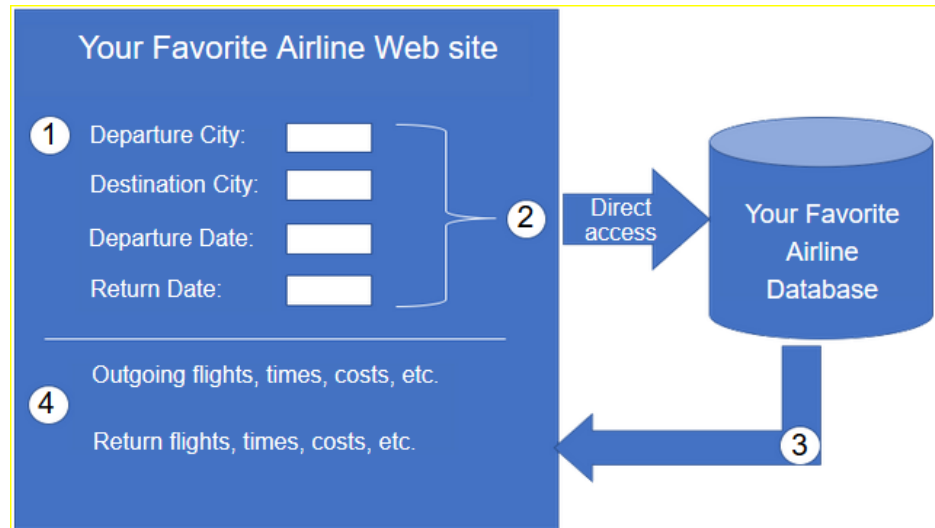 Your Favorite Airline Web site
1
Departure City:
Destination City:
Departure Date:
Return Date:
2
Direct
access
Your Favorite
Airline
Database
3
4
Outgoing flights, times, costs, etc.
Return flights, times, costs, etc.